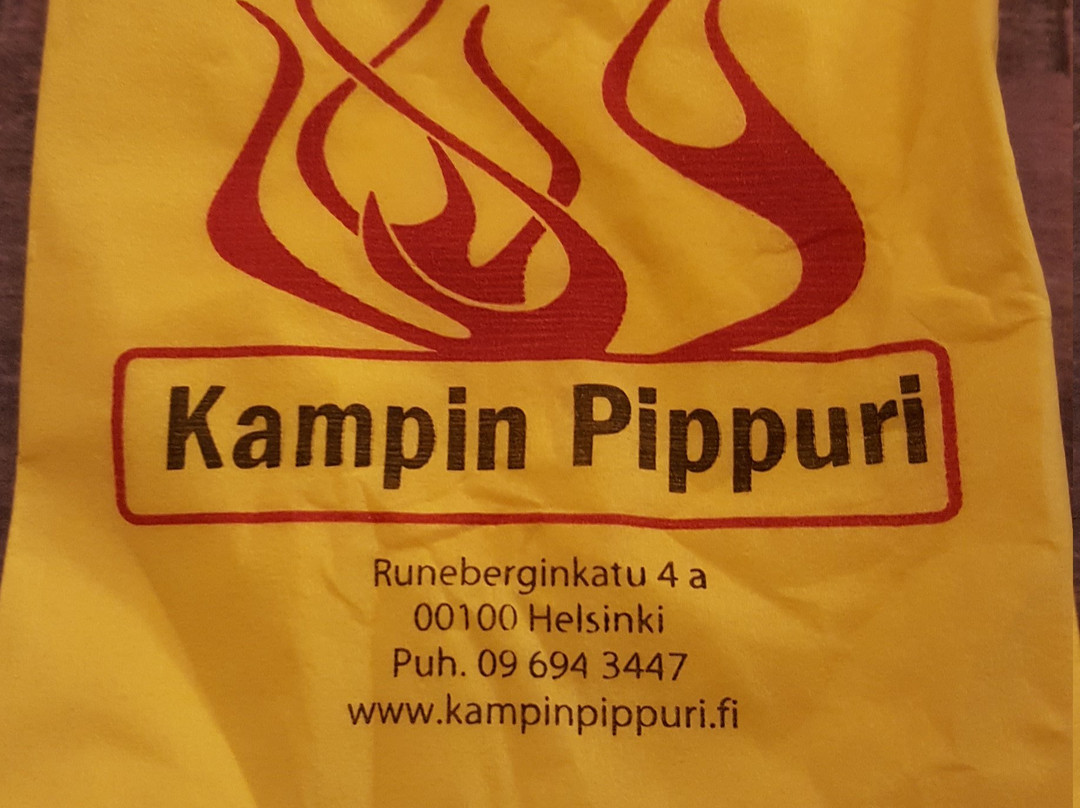 Kampin Pippuri
Runeberginkatu 4 a
00100 Helsinki
Puh. 09 694 3447
www.kampinpippuri.fi